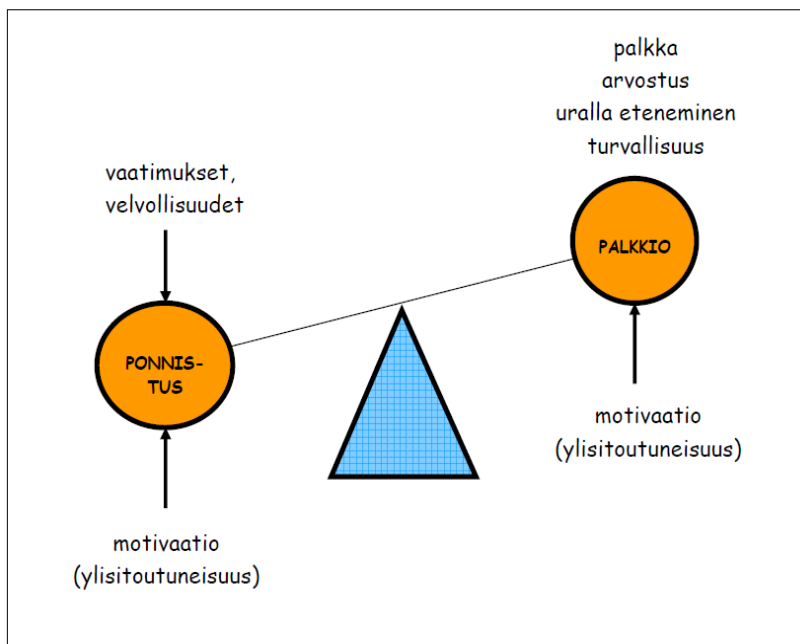 palkka
arvostus
uralla eteneminen
turvallisuus
vaatimukset,
velvollisuudet
PALKKIO
PONNIS-
TUS
motivaatio
(ylisitoutuneisuus)
motivaatio
(ylisitoutuneisuus)